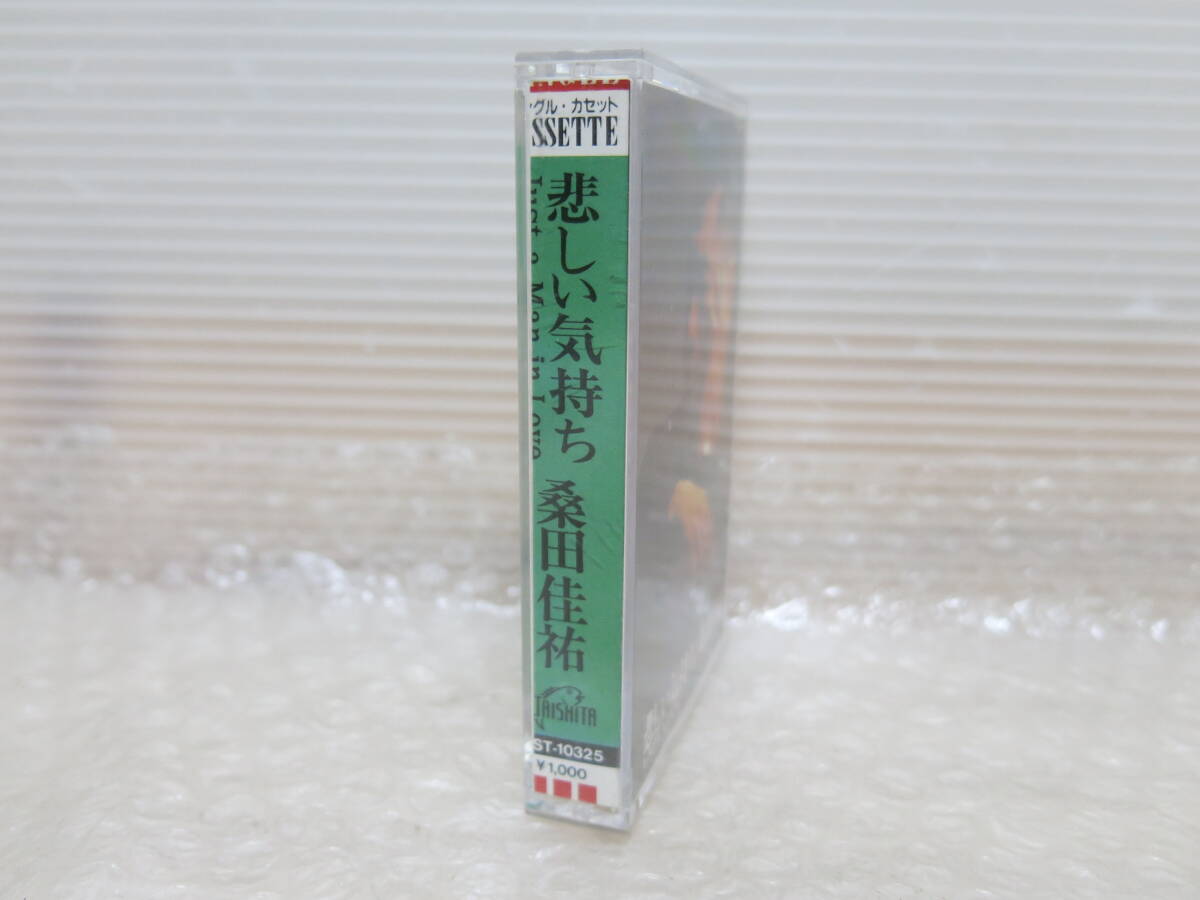 グル・カセット
SSETTE
悲しい気持ち
Just a Man in Love
桑田佳祐
TAISHITA
ST-10325
￥1,000